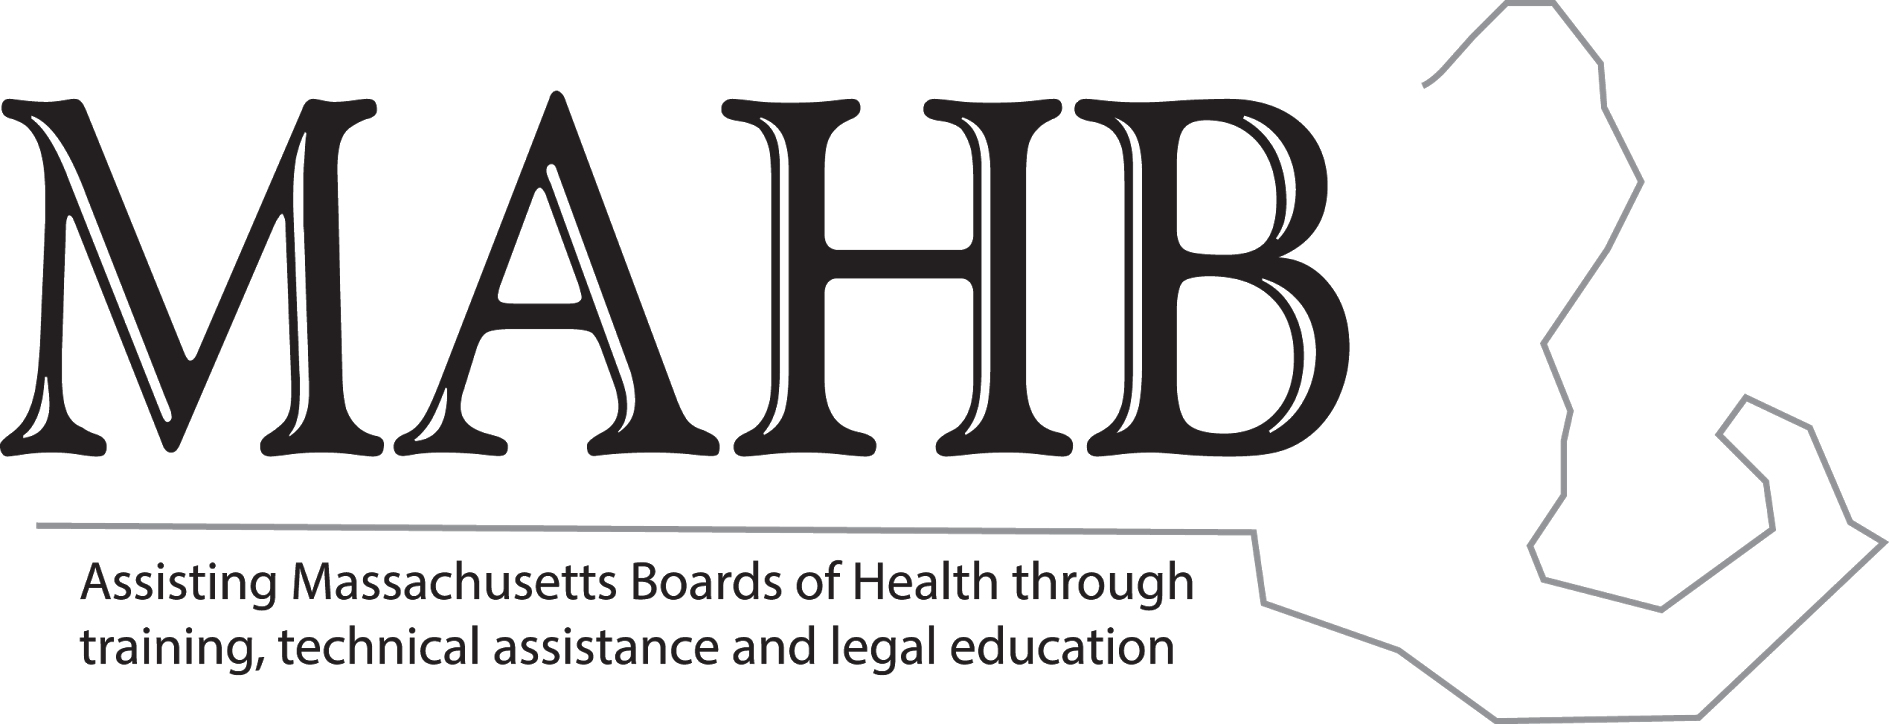 MAHB
Assisting Massachusetts Boards of Health through
training, technical assistance and legal education